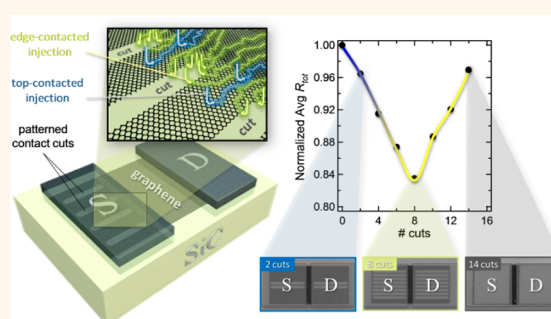 edge-contacted
injection
top-contacted
injection
cut
cut
cut
patterned
contact cuts
S
D
graphene
SiC
Normalized Avg R_tot
1.00
0.96
0.92
0.88
0.84
0.80
0 4 8 12 16
# cuts
2 cuts
S D
8 cuts
S D
14 cuts
S D